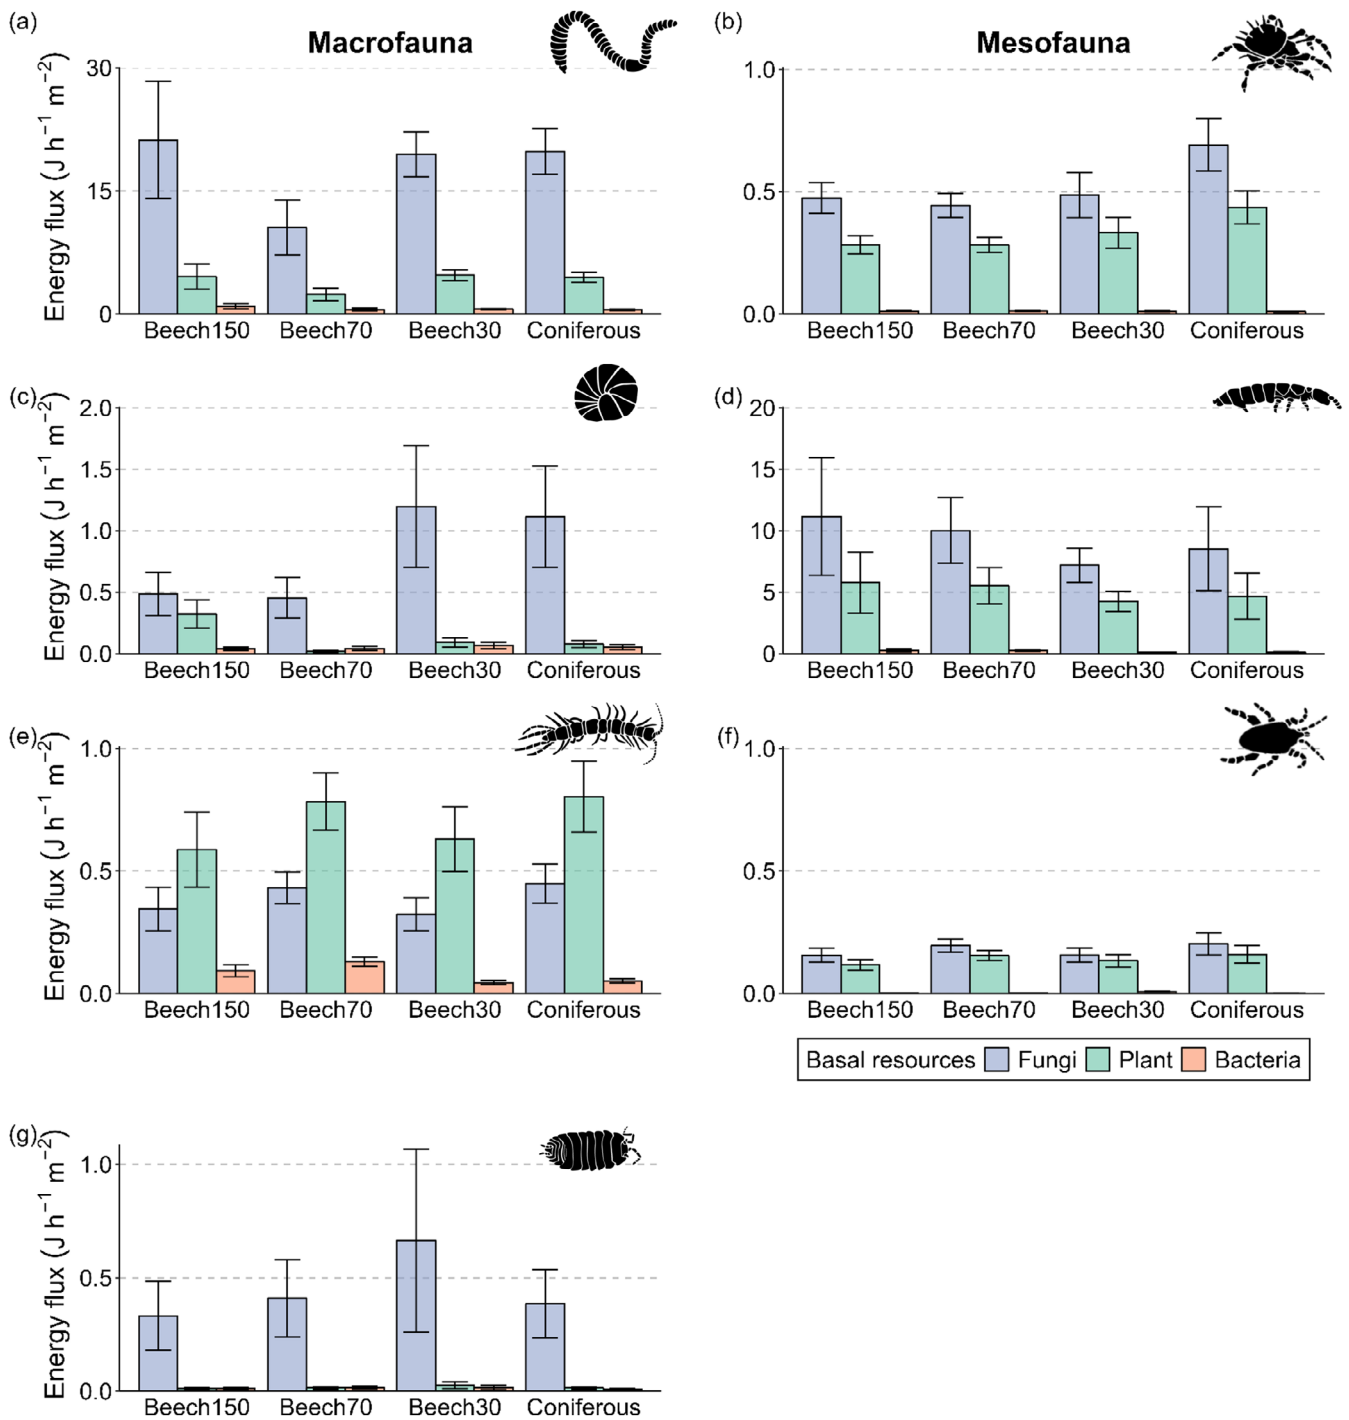 (a)
Macrofauna
Energy flux (J h⁻¹ m⁻²)
30
15
0
Beech150 Beech70 Beech30 Coniferous
(b)
Mesofauna
1.0
0.5
0.0
Beech150 Beech70 Beech30 Coniferous
(c)
Energy flux (J h⁻¹ m⁻²)
2.0
1.5
1.0
0.5
0.0
Beech150 Beech70 Beech30 Coniferous
(d)
20
15
10
5
0
Beech150 Beech70 Beech30 Coniferous
(e)
Energy flux (J h⁻¹ m⁻²)
1.0
0.5
0.0
Beech150 Beech70 Beech30 Coniferous
(f)
1.0
0.5
0.0
Beech150 Beech70 Beech30 Coniferous
Basal resources Fungi Plant Bacteria
(g)
Energy flux (J h⁻¹ m⁻²)
1.0
0.5
0.0
Beech150 Beech70 Beech30 Coniferous